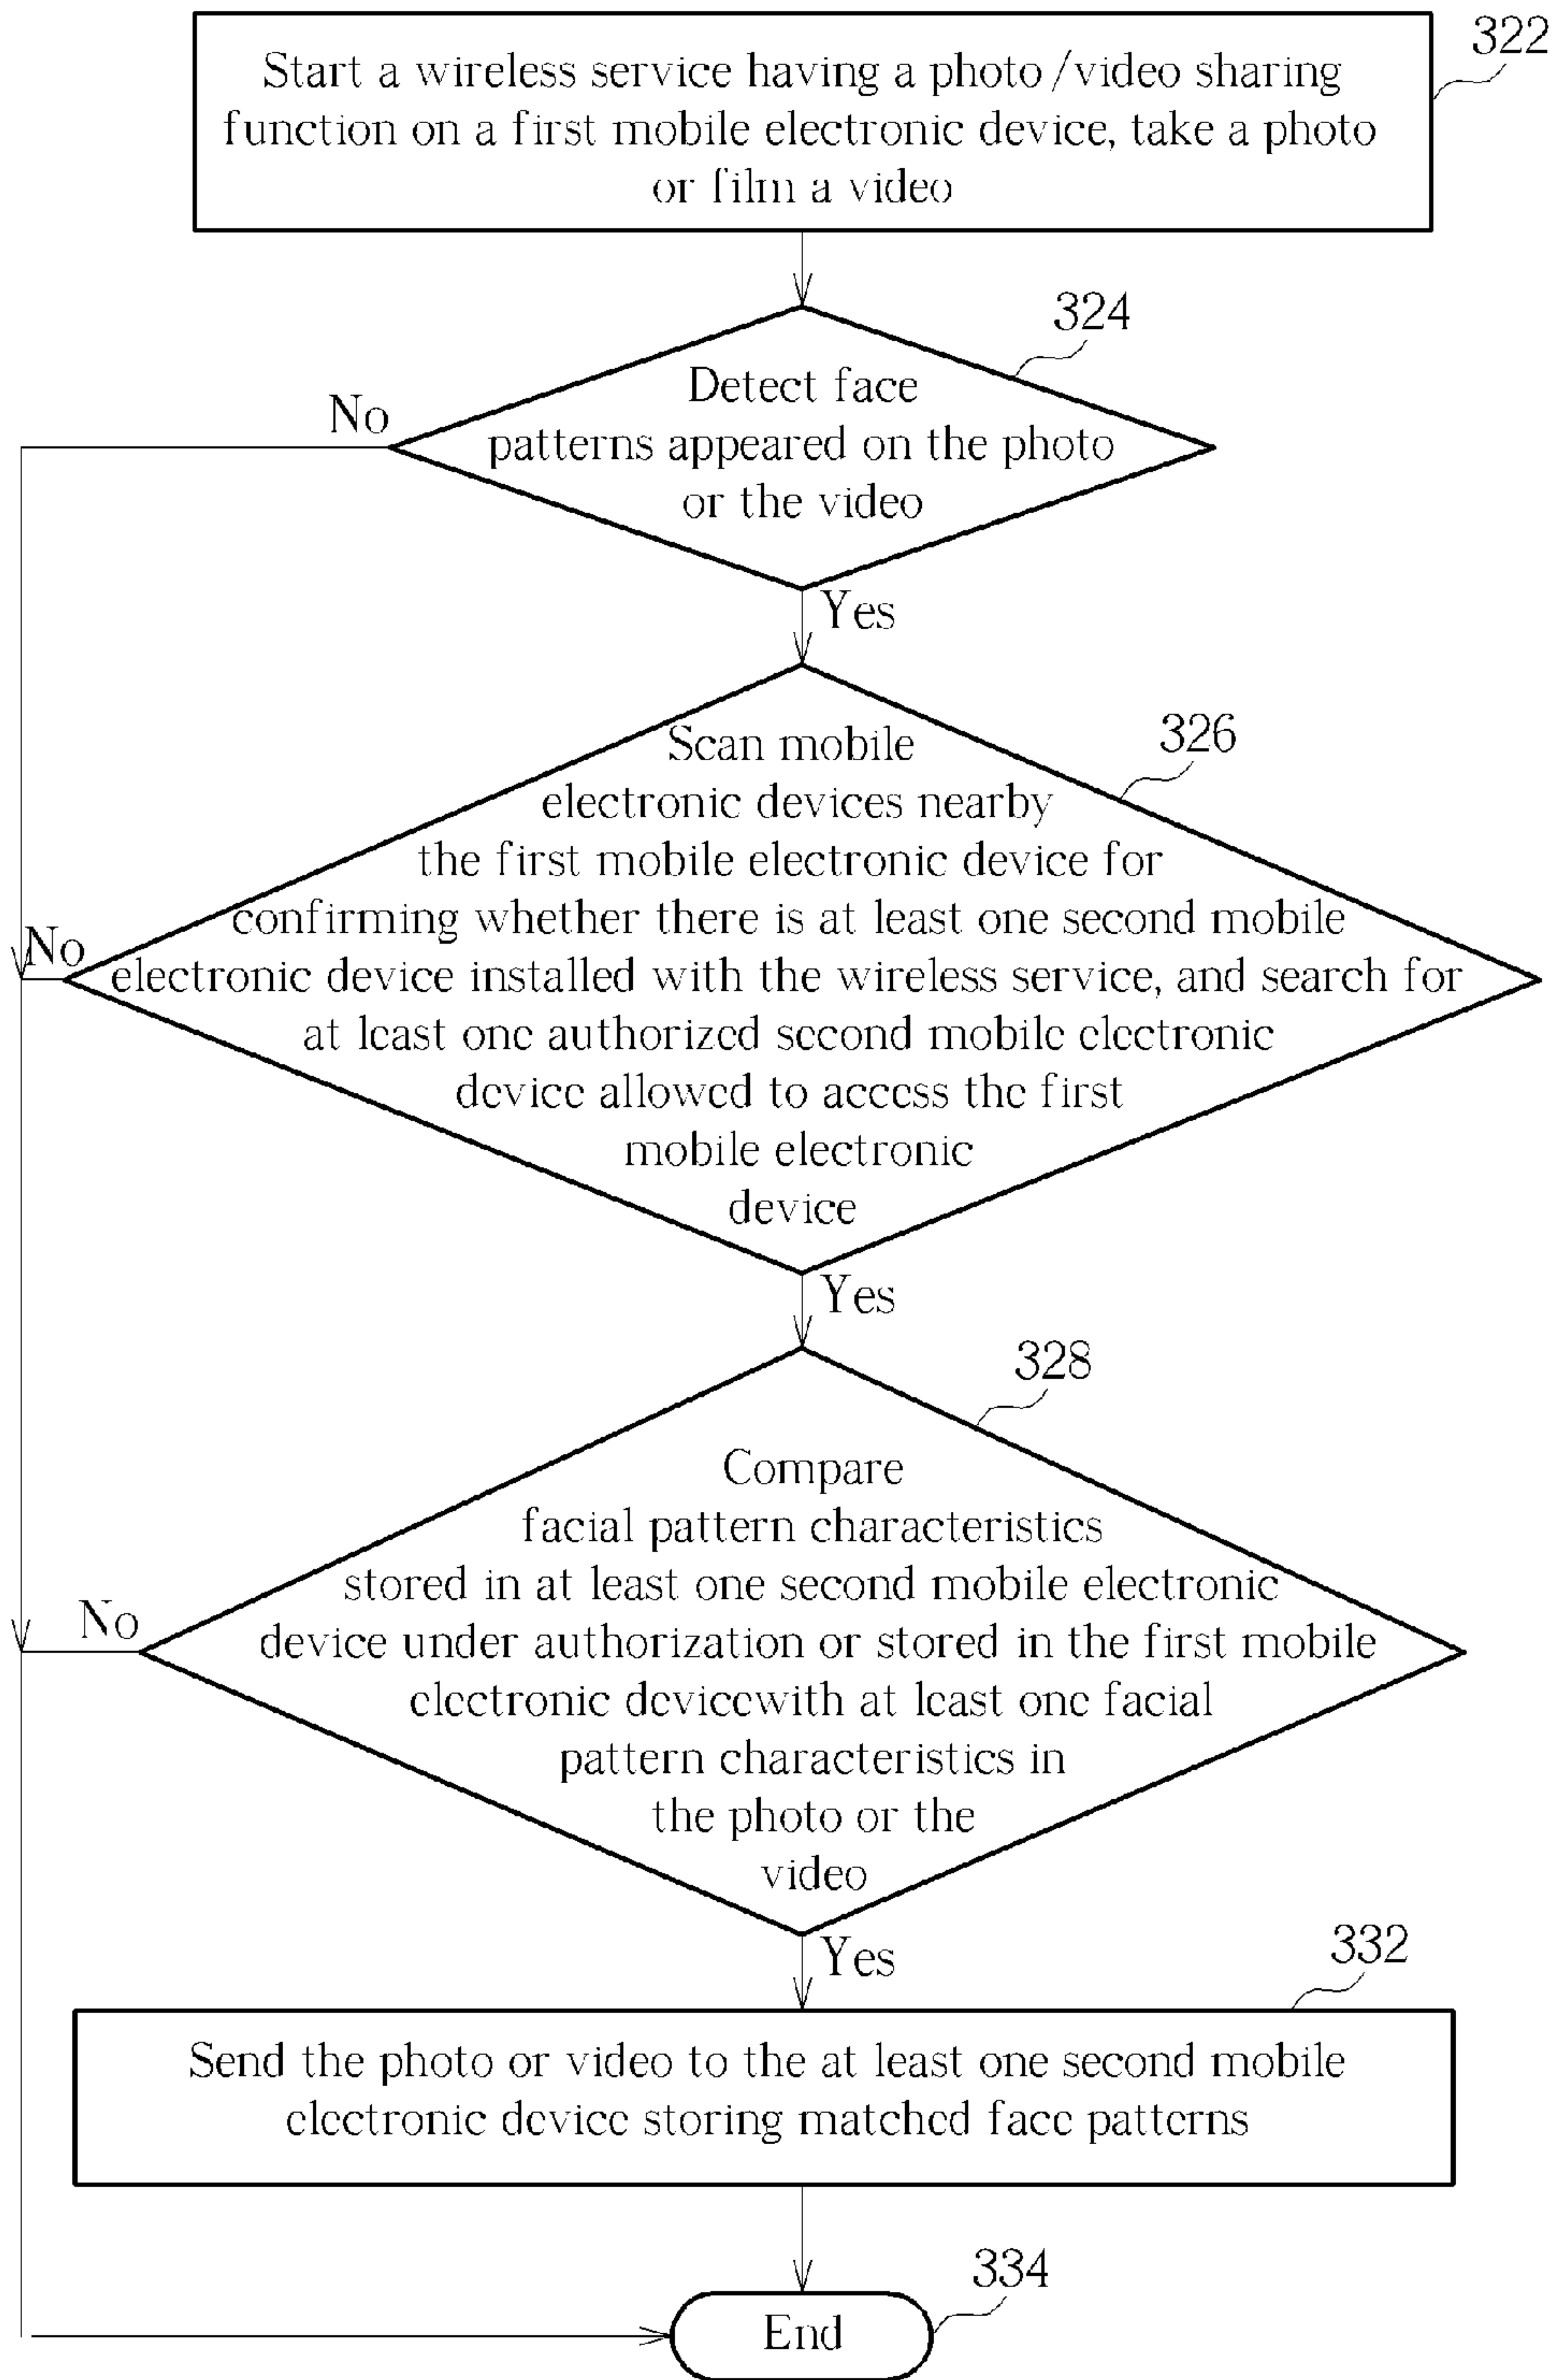 322
Start a wireless service having a photo/video sharing
function on a first mobile electronic device, take a photo
or film a video
324
No
Detect face
patterns appeared on the photo
or the video
Yes
326
Scan mobile
electronic devices nearby
the first mobile electronic device for
confirming whether there is at least one second mobile
No
electronic device installed with the wireless service, and search for
at least one authorized second mobile electronic
device allowed to access the first
mobile electronic
device
Yes
328
Compare
facial pattern characteristics
stored in at least one second mobile electronic
No
device under authorization or stored in the first mobile
electronic devicewith at least one facial
pattern characteristics in
the photo or the
video
Yes
332
Send the photo or video to the at least one second mobile
electronic device storing matched face patterns
334
End